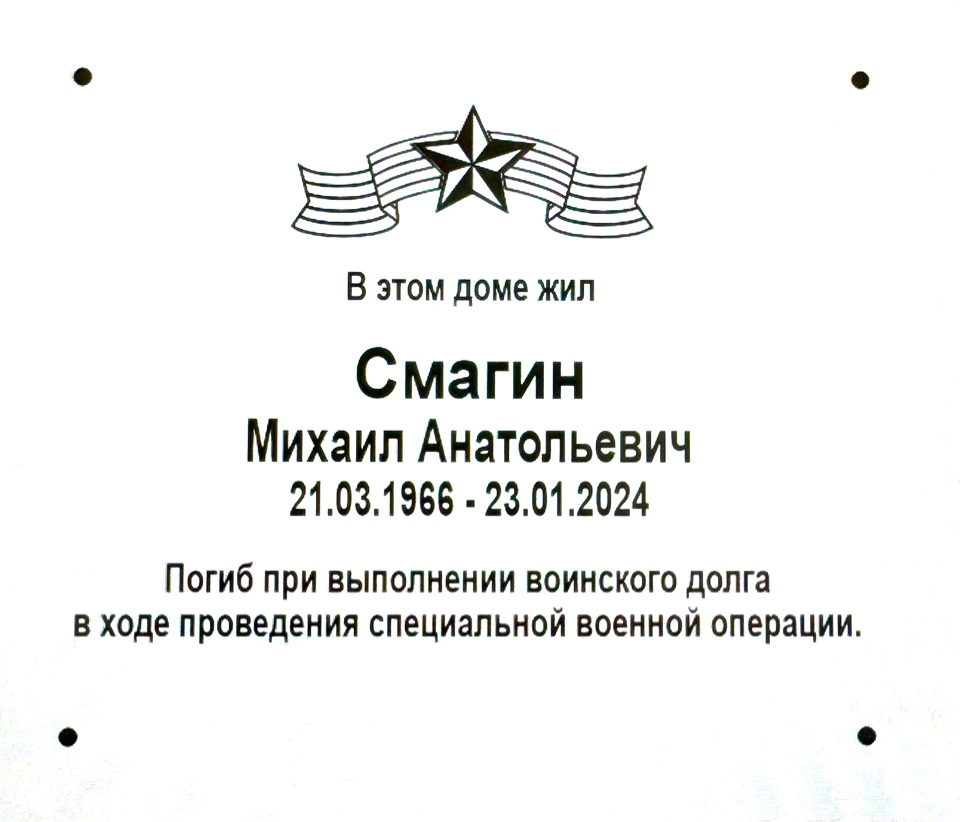 В этом доме жил
Смагин
Михаил Анатольевич
21.03.1966 - 23.01.2024
Погиб при выполнении воинского долга
в ходе проведения специальной военной операции.